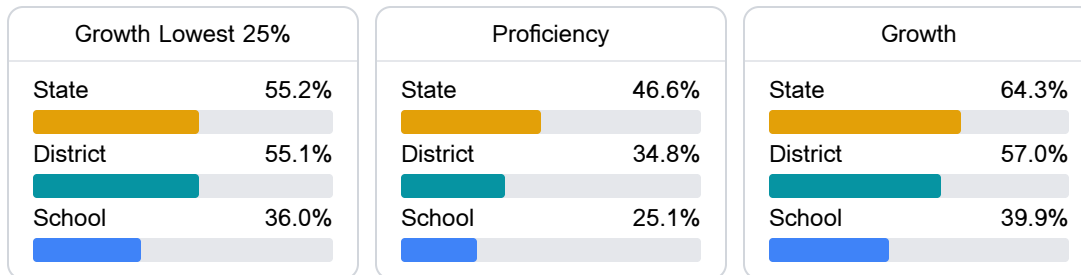 Growth Lowest 25%
State 55.2%
District 55.1%
School 36.0%
Proficiency
State 46.6%
District 34.8%
School 25.1%
Growth
State 64.3%
District 57.0%
School 39.9%